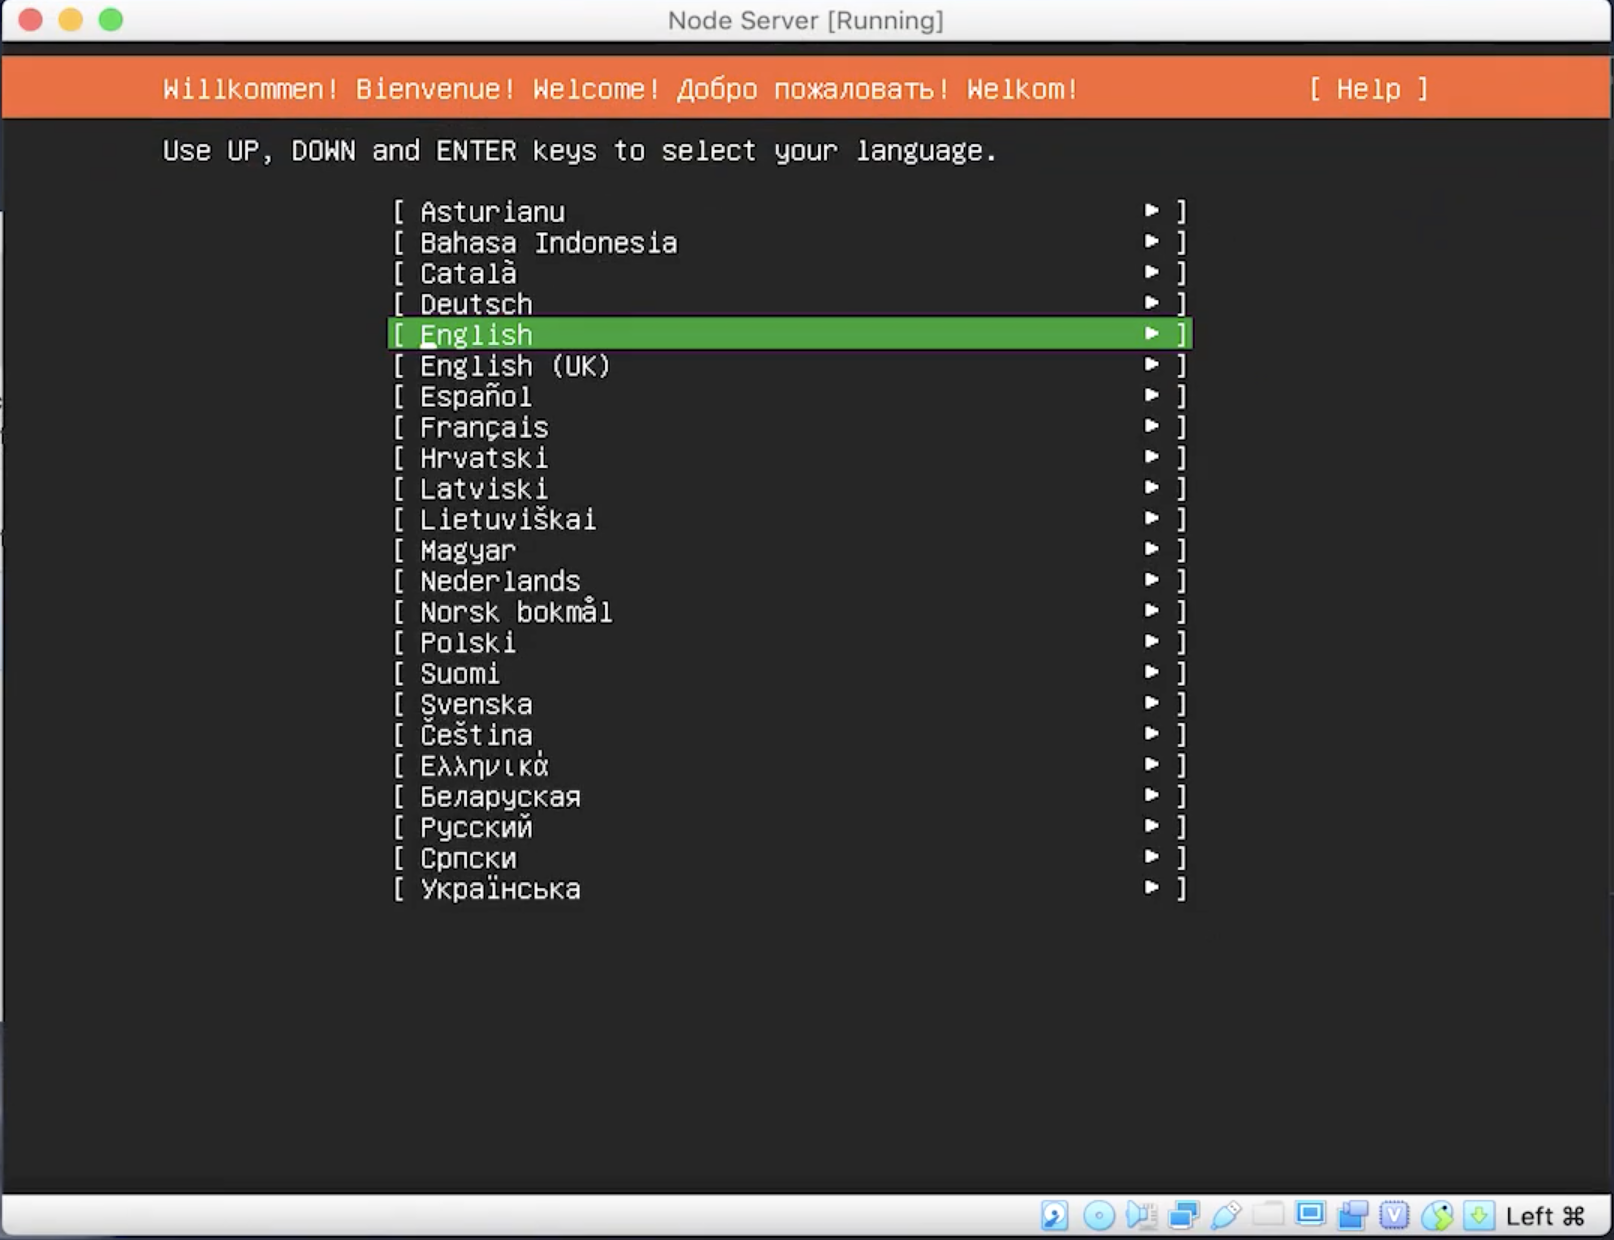 Node Server [Running]
Willkommen! Bienvenue! Welcome! Добро пожаловать! Welkom! [ Help ]
Use UP, DOWN and ENTER keys to select your language.
[ Asturianu ▸ ]
[ Bahasa Indonesia ▸ ]
[ Català ▸ ]
[ Deutsch ▸ ]
[ English ▸ ]
[ English (UK) ▸ ]
[ Español ▸ ]
[ Français ▸ ]
[ Hrvatski ▸ ]
[ Latviski ▸ ]
[ Lietuviškai ▸ ]
[ Magyar ▸ ]
[ Nederlands ▸ ]
[ Norsk bokmål ▸ ]
[ Polski ▸ ]
[ Suomi ▸ ]
[ Svenska ▸ ]
[ Čeština ▸ ]
[ Ελληνικά ▸ ]
[ Беларуская ▸ ]
[ Русский ▸ ]
[ Српски ▸ ]
[ Українська ▸ ]
Left ⌘